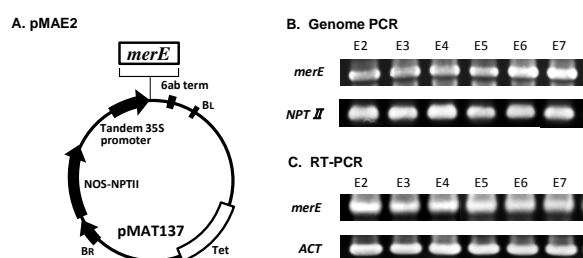 A. pMAE2
merE
6ab term
BL
Tandem 35S
promoter
NOS-NPTII
pMAT137
BR
Tet
B. Genome PCR
E2 E3 E4 E5 E6 E7
merE
NPT II
C. RT-PCR
E2 E3 E4 E5 E6 E7
merE
ACT